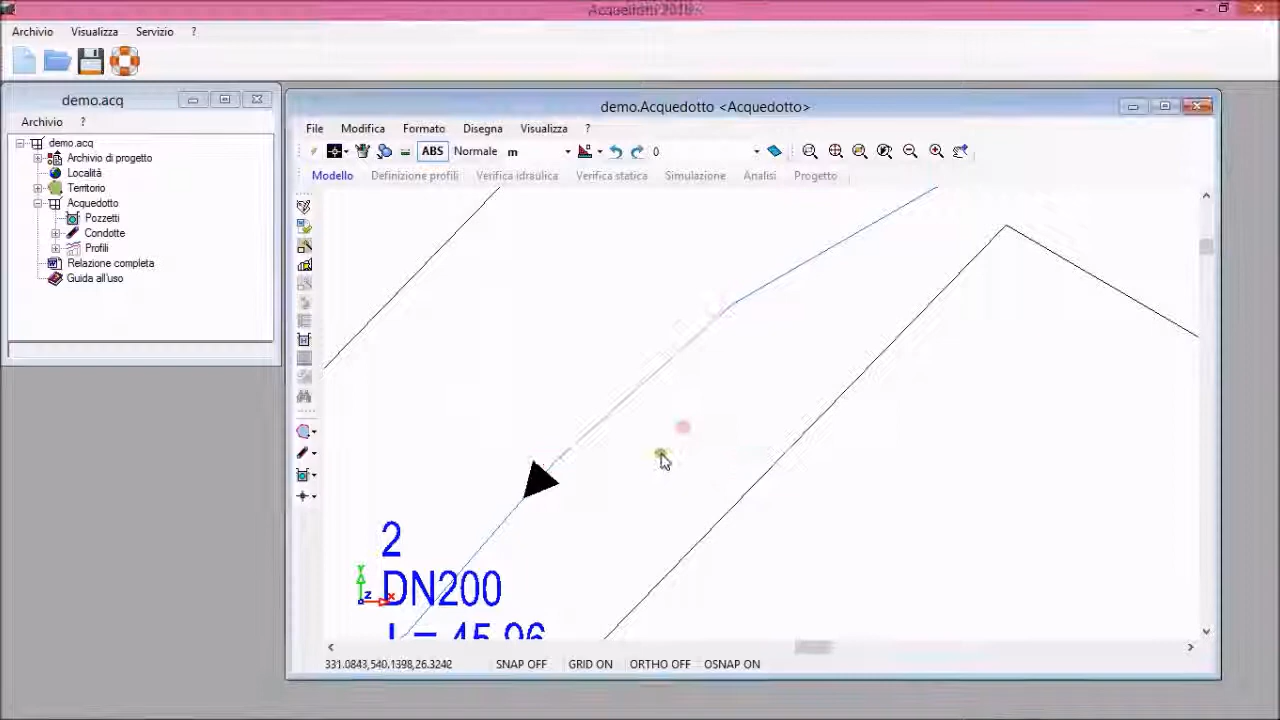 Archivio Visualizza Servizio ?
demo.acq
Archivio ?
demo.acq
Archivio di progetto
Località
Territorio
Acquedotto
Pozzetti
Condotte
Profili
Relazione completa
Guida all'uso
demo.Acquedotto <Acquedotto>
File Modifica Formato Disegna Visualizza ?
ABS Normale m 0
Modello Definizione profili Verifica idraulica Verifica statica Simulazione Analisi Progetto
2
DN200
L= 45.96
Y
Z X
331.0843,540.1398,26.3242 SNAP OFF GRID ON ORTHO OFF OSNAP ON